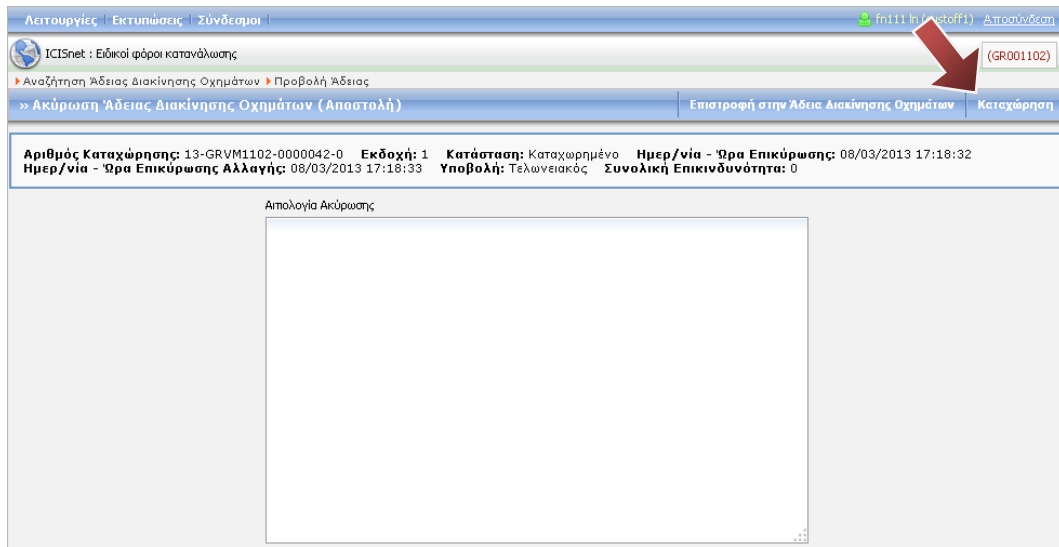 Λειτουργίες | Εκτυπώσεις | Σύνδεσμοι |
fn111 ln (custoff1) Αποσύνδεση
ICISnet : Ειδικοί φόροι κατανάλωσης
(GR001102)
Αναζήτηση Άδειας Διακίνησης Οχημάτων Προβολή Άδειας
» Ακύρωση Άδειας Διακίνησης Οχημάτων (Αποστολή)
Επιστροφή στην Άδεια Διακίνησης Οχημάτων
Καταχώρηση
Αριθμός Καταχώρησης: 13-GRVM1102-0000042-0 Εκδοχή: 1 Κατάσταση: Καταχωρημένο Ημερ/νία - Ώρα Επικύρωσης: 08/03/2013 17:18:32
Ημερ/νία - Ώρα Επικύρωσης Αλλαγής: 08/03/2013 17:18:33 Υποβολή: Τελωνειακός Συνολική Επικινδυνότητα: 0
Αιτιολογία Ακύρωσης